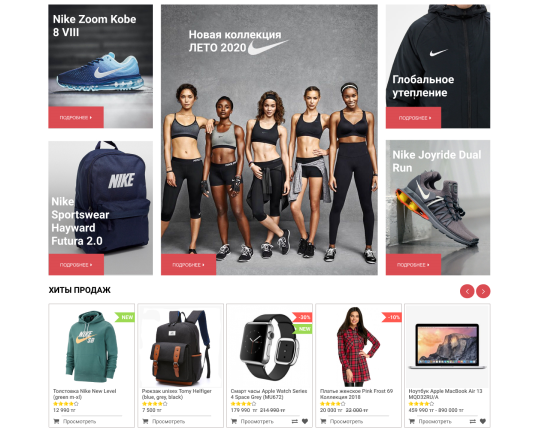 Nike Zoom Kobe
8 VIII
ПОДРОБНЕЕ
Новая коллекция
ЛЕТО 2020
ПОДРОБНЕЕ
Глобальное
утепление
ПОДРОБНЕЕ
NIKE
Nike
Sportswear
Hayward
Futura 2.0
ПОДРОБНЕЕ
Nike Joyride Dual
Run
ПОДРОБНЕЕ
ХИТЫ ПРОДАЖ
NEW
Толстовка Nike New Level
(green m-xl)
12 990 тг
Просмотреть
Рюкзак unisex Tomy Helfiger
(blue, grey, black)
7 500 тг
Просмотреть
-30%
NEW
Смарт часы Apple Watch Series
4 Space Grey (MU672)
179 990 тг 214 990 тг
Просмотреть
-10%
Платье женское Pink Frost 69
Коллекция 2018
20 000 тг 22 000 тг
Просмотреть
Ноутбук Apple MacBook Air 13
MQD32RU/A
459 990 тг - 890 000 тг
Просмотреть